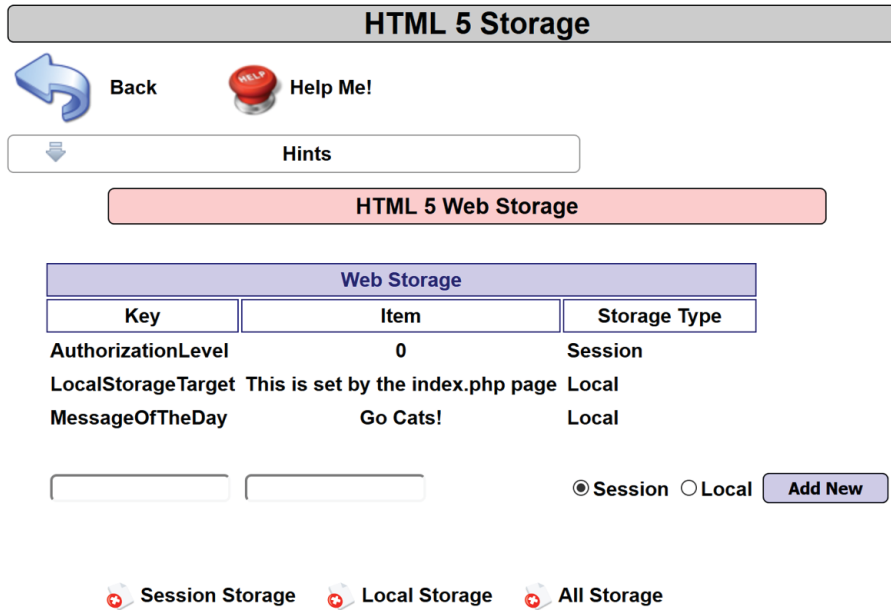 HTML 5 Storage
Back HELP Help Me!
Hints
HTML 5 Web Storage
Web Storage
Key Item Storage Type
AuthorizationLevel 0 Session
LocalStorageTarget This is set by the index.php page Local
MessageOfTheDay Go Cats! Local
Session Local Add New
Session Storage Local Storage All Storage